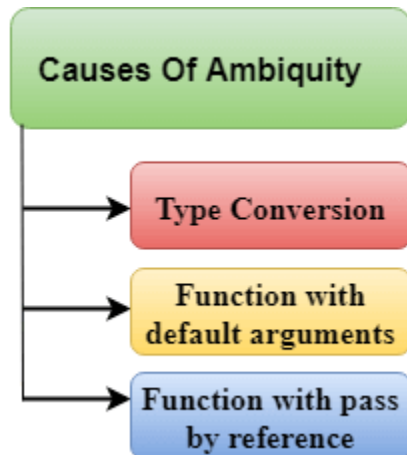 Causes Of Ambiquity
Type Conversion
Function with
default arguments
Function with pass
by reference